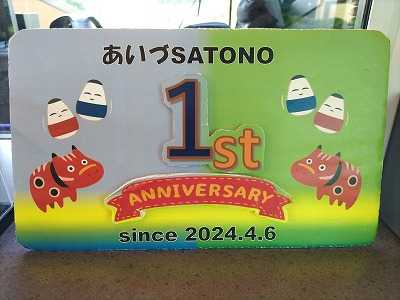 あいづSATONO
1st
ANNIVERSARY
since 2024.4.6